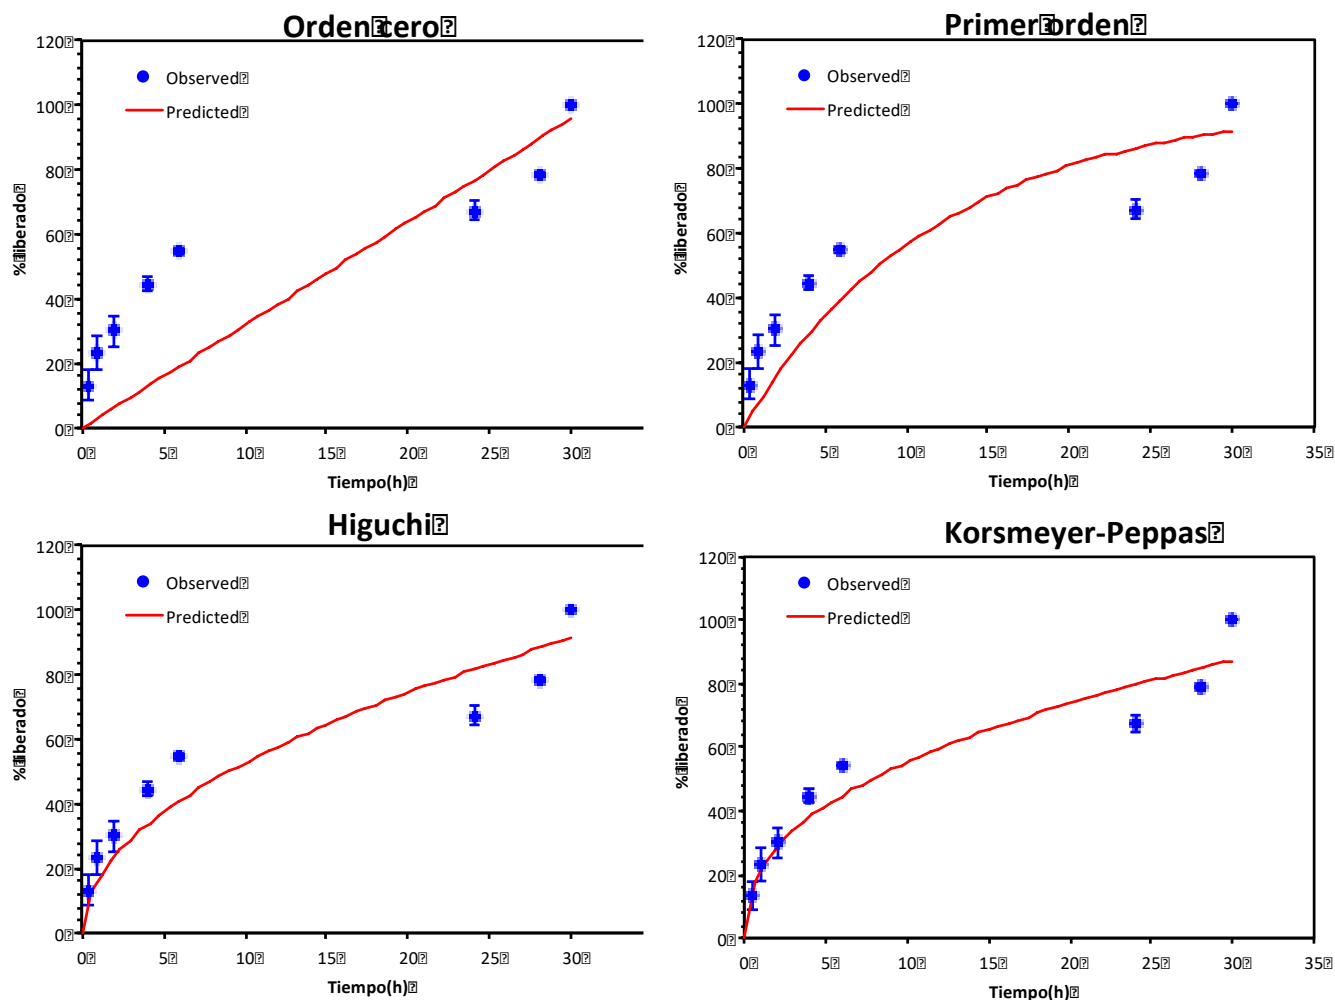 Orden cero
120
100
80
60
40
20
0
% liberado
Observed
Predicted
0 5 10 15 20 25 30
Tiempo(h)
Primer orden
120
100
80
60
40
20
0
% liberado
Observed
Predicted
0 5 10 15 20 25 30 35
Tiempo(h)
Higuchi
120
100
80
60
40
20
0
% liberado
Observed
Predicted
0 5 10 15 20 25 30
Tiempo(h)
Korsmeyer-Peppas
120
100
80
60
40
20
0
% liberado
Observed
Predicted
0 5 10 15 20 25 30 35
Tiempo(h)